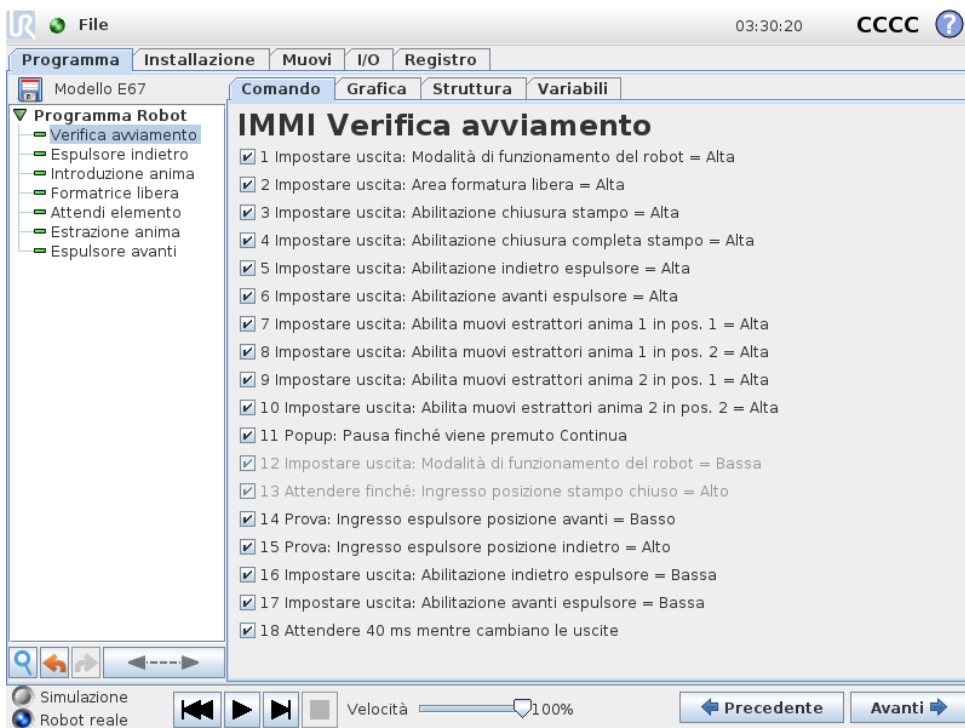 UR File 03:30:20 CCCC ?
Programma Installazione Muovi I/O Registro
Modello E67
Comando Grafica Struttura Variabili
Programma Robot
Verifica avviamento
Espulsore indietro
Introduzione anima
Formatrice libera
Attendi elemento
Estrazione anima
Espulsore avanti
IMMI Verifica avviamento
1 Impostare uscita: Modalità di funzionamento del robot = Alta
2 Impostare uscita: Area formatura libera = Alta
3 Impostare uscita: Abilitazione chiusura stampo = Alta
4 Impostare uscita: Abilitazione chiusura completa stampo = Alta
5 Impostare uscita: Abilitazione indietro espulsore = Alta
6 Impostare uscita: Abilitazione avanti espulsore = Alta
7 Impostare uscita: Abilita muovi estrattori anima 1 in pos. 1 = Alta
8 Impostare uscita: Abilita muovi estrattori anima 1 in pos. 2 = Alta
9 Impostare uscita: Abilita muovi estrattori anima 2 in pos. 1 = Alta
10 Impostare uscita: Abilita muovi estrattori anima 2 in pos. 2 = Alta
11 Popup: Pausa finché viene premuto Continua
12 Impostare uscita: Modalità di funzionamento del robot = Bassa
13 Attendere finché: Ingresso posizione stampo chiuso = Alto
14 Prova: Ingresso espulsore posizione avanti = Basso
15 Prova: Ingresso espulsore posizione indietro = Alto
16 Impostare uscita: Abilitazione indietro espulsore = Bassa
17 Impostare uscita: Abilitazione avanti espulsore = Bassa
18 Attendere 40 ms mentre cambiano le uscite
Simulazione
Robot reale
Velocità 100%
Precedente Avanti